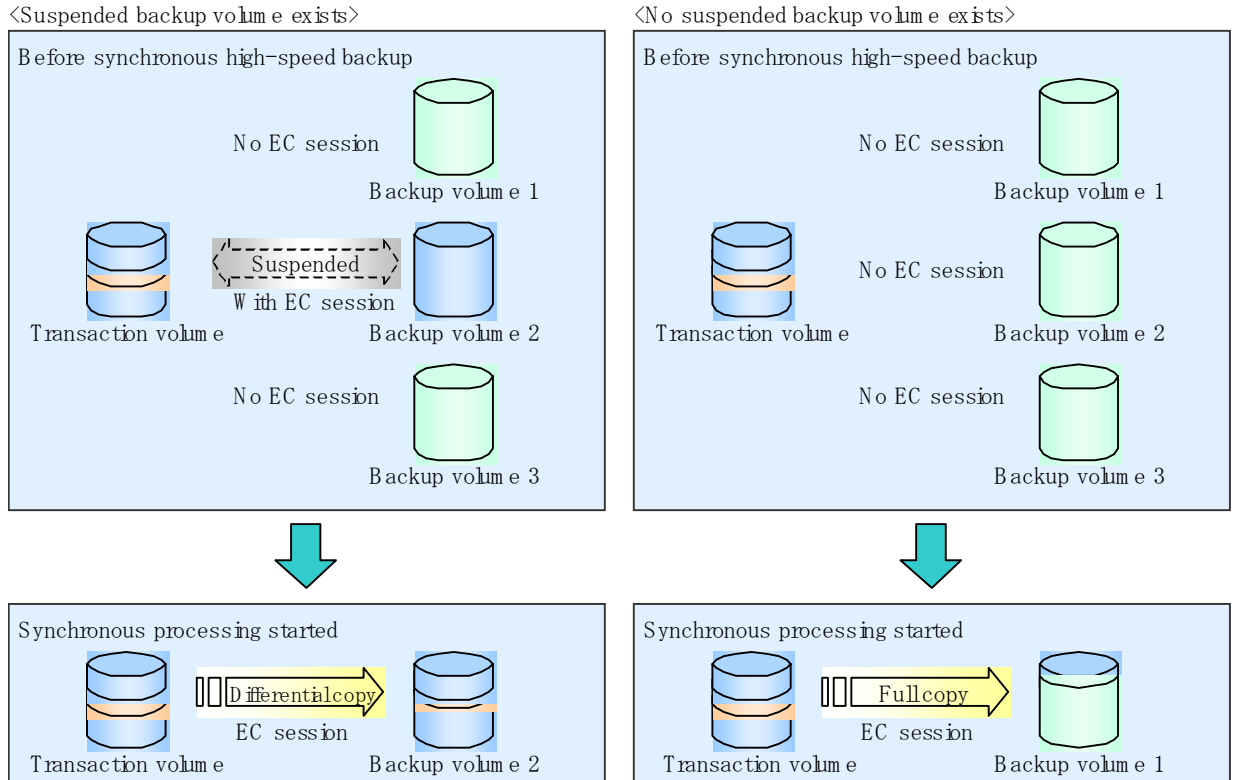 <Suspended backup volume exists>
Before synchronous high-speed backup
No EC session
Backup volume 1
Suspended
With EC session
Transaction volume
Backup volume 2
No EC session
Backup volume 3
Synchronous processing started
Differential copy
EC session
Transaction volume
Backup volume 2
<No suspended backup volume exists>
Before synchronous high-speed backup
No EC session
Backup volume 1
No EC session
Transaction volume
Backup volume 2
No EC session
Backup volume 3
Synchronous processing started
Full copy
EC session
Transaction volume
Backup volume 1